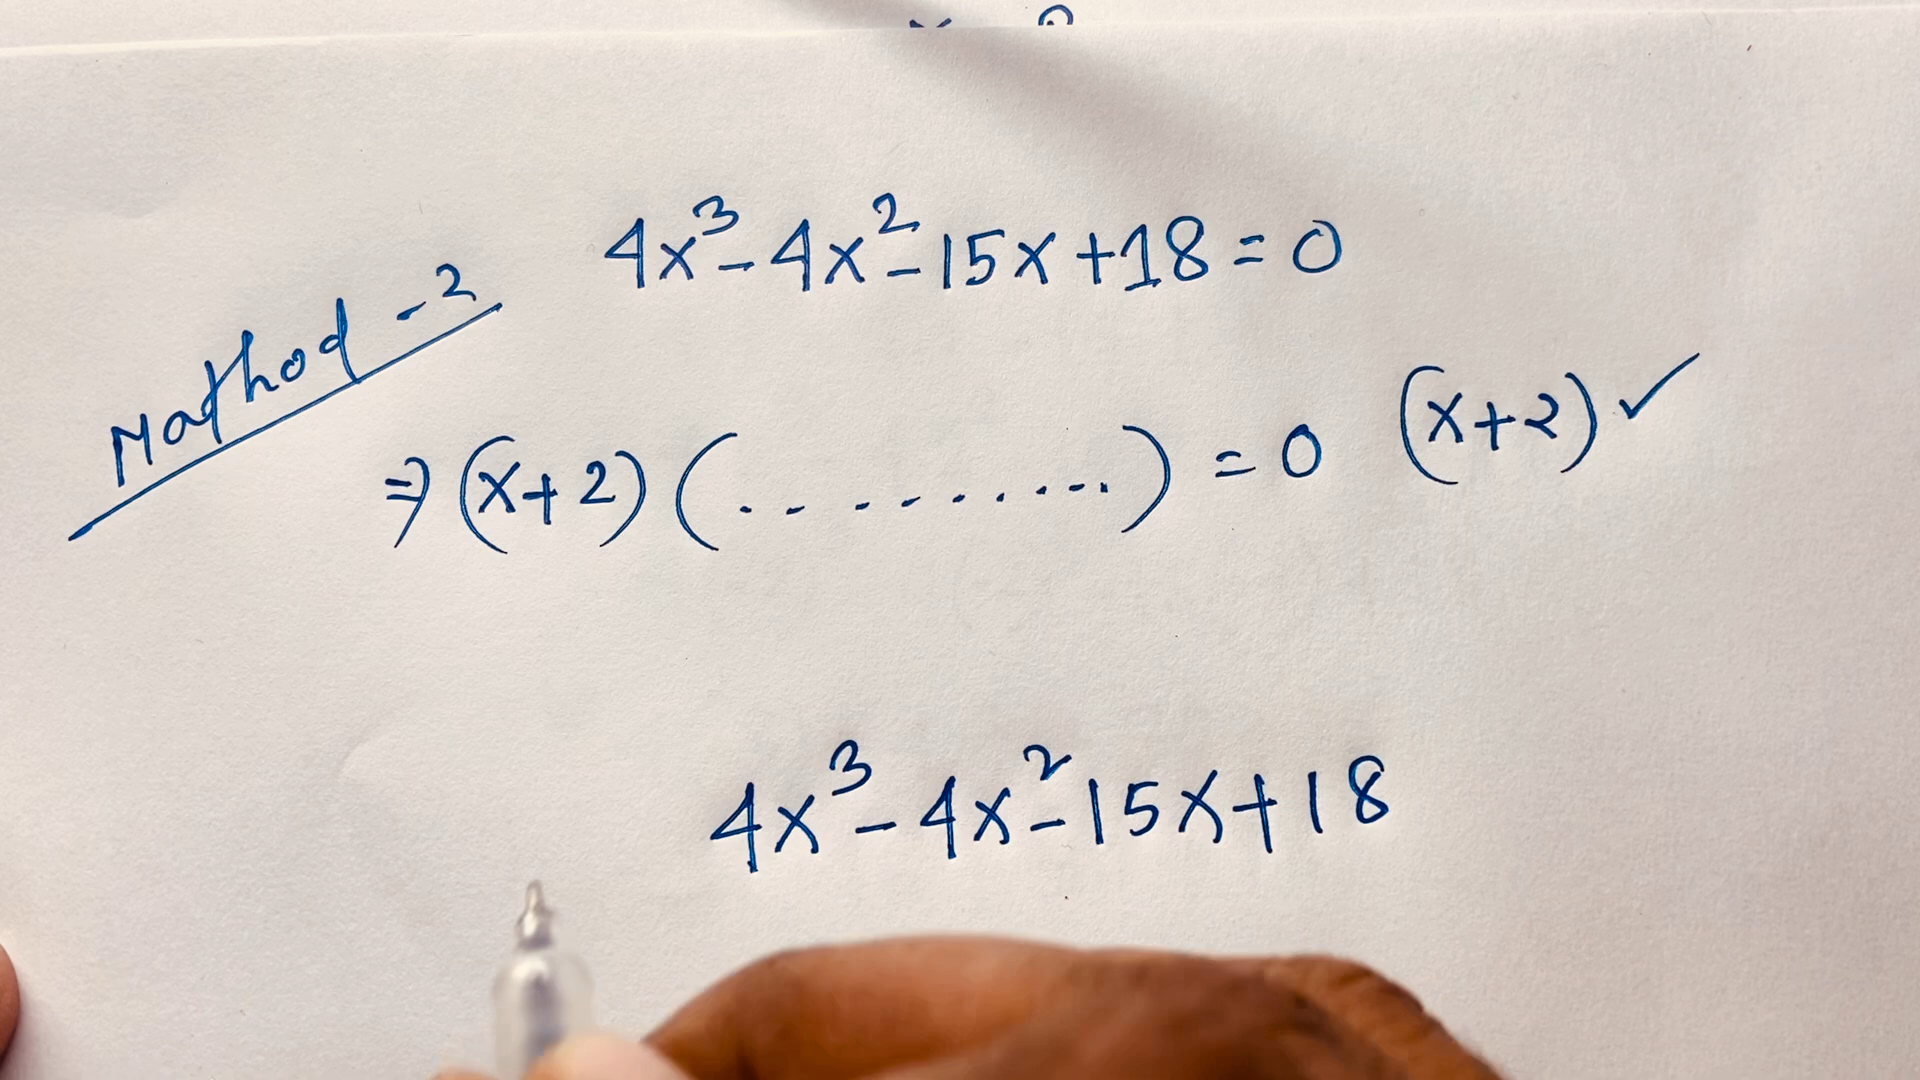 4x³-4x²-15x+18=0
Mathod-2
⇒(x+2)(..........)=0 (x+2)✓
4x³-4x²-15x+18